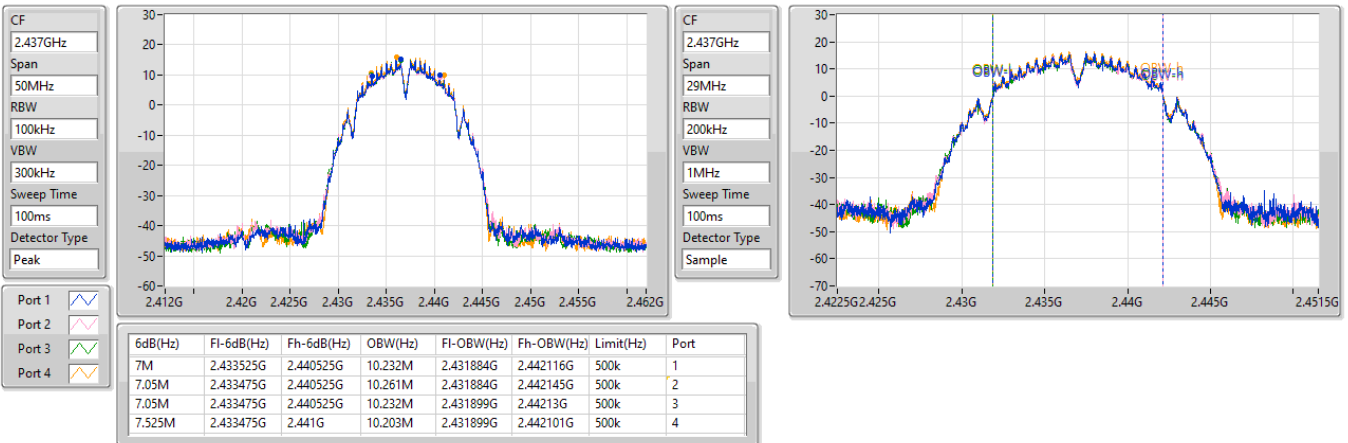 CF
2.437GHz
Span
50MHz
RBW
100kHz
VBW
300kHz
Sweep Time
100ms
Detector Type
Peak
30
20
10
0
-10
-20
-30
-40
-50
-60
2.412G 2.42G 2.425G 2.43G 2.435G 2.44G 2.445G 2.45G 2.455G 2.462G
CF
2.437GHz
Span
29MHz
RBW
200kHz
VBW
1MHz
Sweep Time
100ms
Detector Type
Sample
30
20
10
0
-10
-20
-30
-40
-50
-60
-70
OBW-l OBW-h
2.4225G 2.425G 2.43G 2.435G 2.44G 2.445G 2.4515G
Port 1
Port 2
Port 3
Port 4
6dB(Hz) Fl-6dB(Hz) Fh-6dB(Hz) OBW(Hz) Fl-OBW(Hz) Fh-OBW(Hz) Limit(Hz) Port
7M 2.433525G 2.440525G 10.232M 2.431884G 2.442116G 500k 1
7.05M 2.433475G 2.440525G 10.261M 2.431884G 2.442145G 500k 2
7.05M 2.433475G 2.440525G 10.232M 2.431899G 2.44213G 500k 3
7.525M 2.433475G 2.441G 10.203M 2.431899G 2.442101G 500k 4